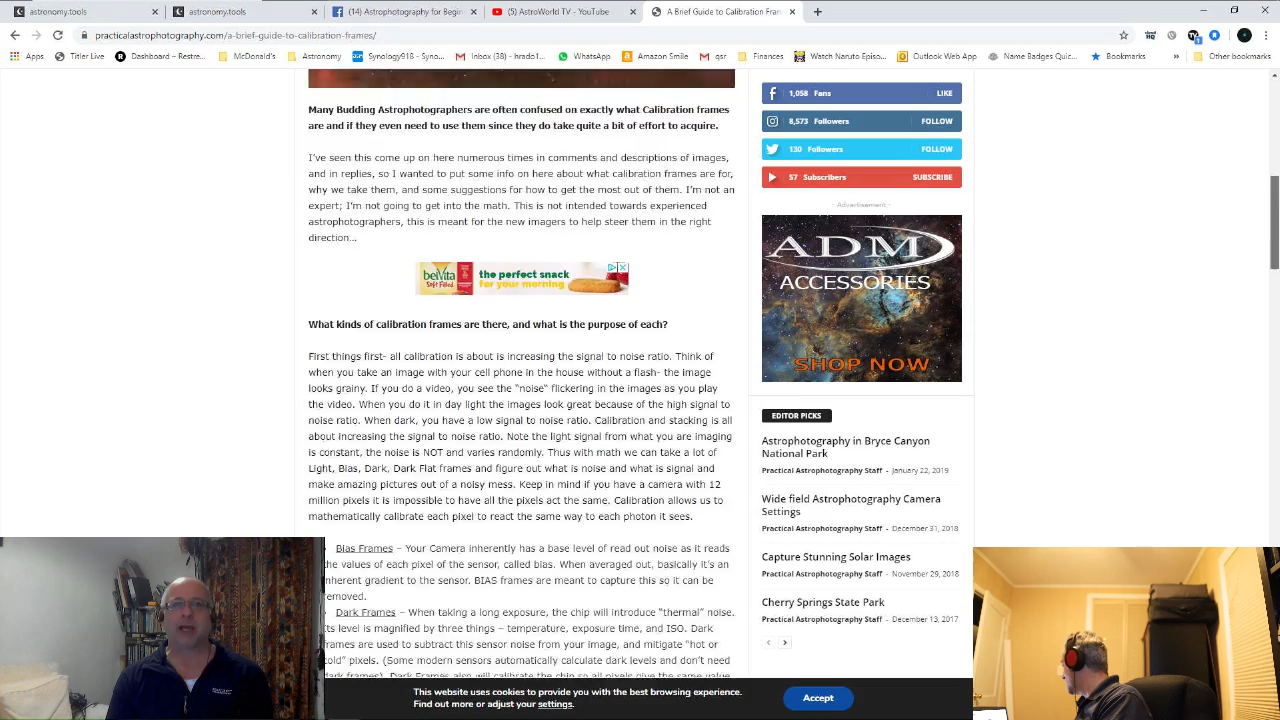 astronomy.tools
astronomy.tools
(14) Astrophotography for Begin
(5) AstroWorld TV - YouTube
A Brief Guide to Calibration Fram
practicalastrophotography.com/a-brief-guide-to-calibration-frames/
Apps
Titler Live
Dashboard -- Restre...
McDonald's
Astronomy
Synology918 - Syno...
Inbox (38) - hrado1...
WhatsApp
Amazon Smile
qsr
Finances
Watch Naruto Episo...
Outlook Web App
Name Badges Quic...
Bookmarks
»
Other bookmarks
Many Budding Astrophotographers are often confused on exactly what Calibration frames
are and if they even need to use them since they do take quite a bit of effort to acquire.
I've seen this come up on here numerous times in comments and descriptions of images,
and in replies, so I wanted to put some info on here about what calibration frames are for,
why we take them, and some suggestions for how to get the most out of them. I'm not an
expert; I'm not going to get into the math. This is not intended towards experienced
astrophotographers, this is meant for the new imagers to help steer them in the right
direction...
belVita
Soft Filled
the perfect snack
for your morning
What kinds of calibration frames are there, and what is the purpose of each?
First things first- all calibration is about is increasing the signal to noise ratio. Think of
when you take an image with your cell phone in the house without a flash- the image
looks grainy. If you do a video, you see the "noise" flickering in the images as you play
the video. When you do it in day light the images look great because of the high signal to
noise ratio. When dark, you have a low signal to noise ratio. Calibration and stacking is all
about increasing the signal to noise ratio. Note the light signal from what you are imaging
is constant, the noise is NOT and varies randomly. Thus with math we can take a lot of
Light, Bias, Dark, Dark Flat frames and figure out what is noise and what is signal and
make amazing pictures out of a noisy mess. Keep in mind if you have a camera with 12
million pixels it is impossible to have all the pixels act the same. Calibration allows us to
mathematically calibrate each pixel to react the same way to each photon it sees.
Bias Frames – Your Camera inherently has a base level of read out noise as it reads
the values of each pixel of the sensor, called bias. When averaged out, basically it's an
inherent gradient to the sensor. BIAS frames are meant to capture this so it can be
removed.
Dark Frames – When taking a long exposure, the chip will introduce "thermal" noise.
Its level is magnified by three things – temperature, exposure time, and ISO. Dark
frames are used to subtract this sensor noise from your image, and mitigate "hot or
cold" pixels. (Some modern sensors automatically calculate dark levels and don't need
dark frames). Dark Frames also will calibrate the chip so all pixels give the same value
1,058 Fans LIKE
8,573 Followers FOLLOW
130 Followers FOLLOW
57 Subscribers SUBSCRIBE
- Advertisement -
ADM
ACCESSORIES
SHOP NOW
EDITOR PICKS
Astrophotography in Bryce Canyon
National Park
Practical Astrophotography Staff - January 22, 2019
Wide field Astrophotography Camera
Settings
Practical Astrophotography Staff - December 31, 2018
Capture Stunning Solar Images
Practical Astrophotography Staff - November 29, 2018
Cherry Springs State Park
Practical Astrophotography Staff - December 13, 2017
This website uses cookies to provide you with the best browsing experience.
Find out more or adjust your settings.
Accept